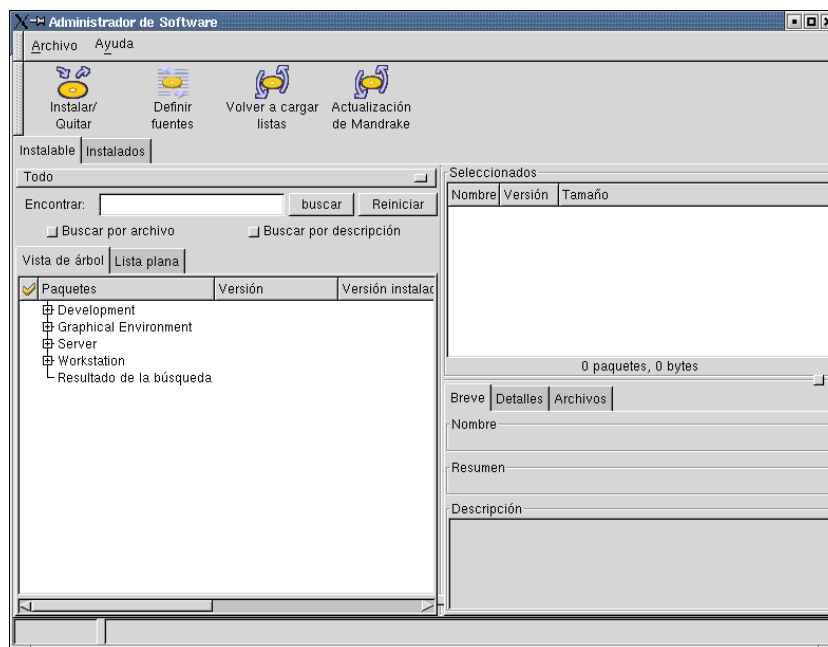 Administrador de Software
Archivo Ayuda
Instalar/ Quitar
Definir fuentes
Volver a cargar listas
Actualización de Mandrake
Instalable Instalados
Todo
Encontrar: buscar Reiniciar
Buscar por archivo Buscar por descripción
Vista de árbol Lista plana
Paquetes Versión Versión instalac
Development
Graphical Environment
Server
Workstation
Resultado de la búsqueda
Seleccionados
Nombre Versión Tamaño
0 paquetes, 0 bytes
Breve Detalles Archivos
Nombre
Resumen
Descripción